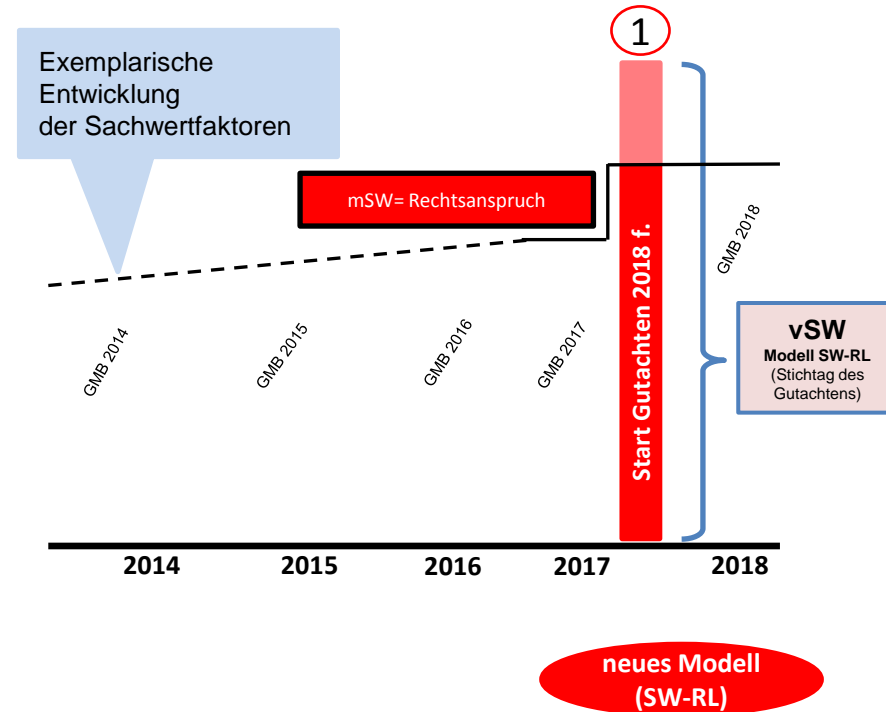 1
Exemplarische
Entwicklung
der Sachwertfaktoren
mSW= Rechtsanspruch
GMB 2014
GMB 2015
GMB 2016
GMB 2017
Start Gutachten 2018 f.
GMB 2018
vSW
Modell SW-RL
(Stichtag des
Gutachtens)
2014
2015
2016
2017
2018
neues Modell
(SW-RL)